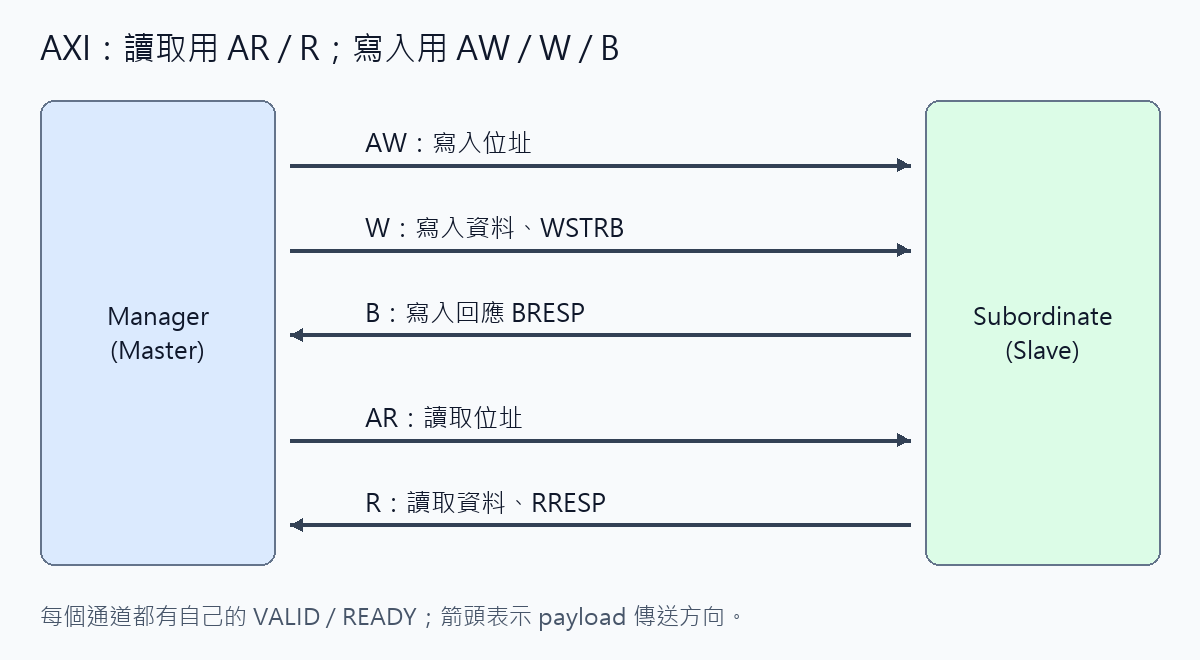 AXI：讀取用 AR / R；寫入用 AW / W / B
AW：寫入位址
W：寫入資料、WSTRB
B：寫入回應 BRESP
Manager
(Master)
Subordinate
(Slave)
AR：讀取位址
R：讀取資料、RRESP
每個通道都有自己的 VALID / READY；箭頭表示 payload 傳送方向。